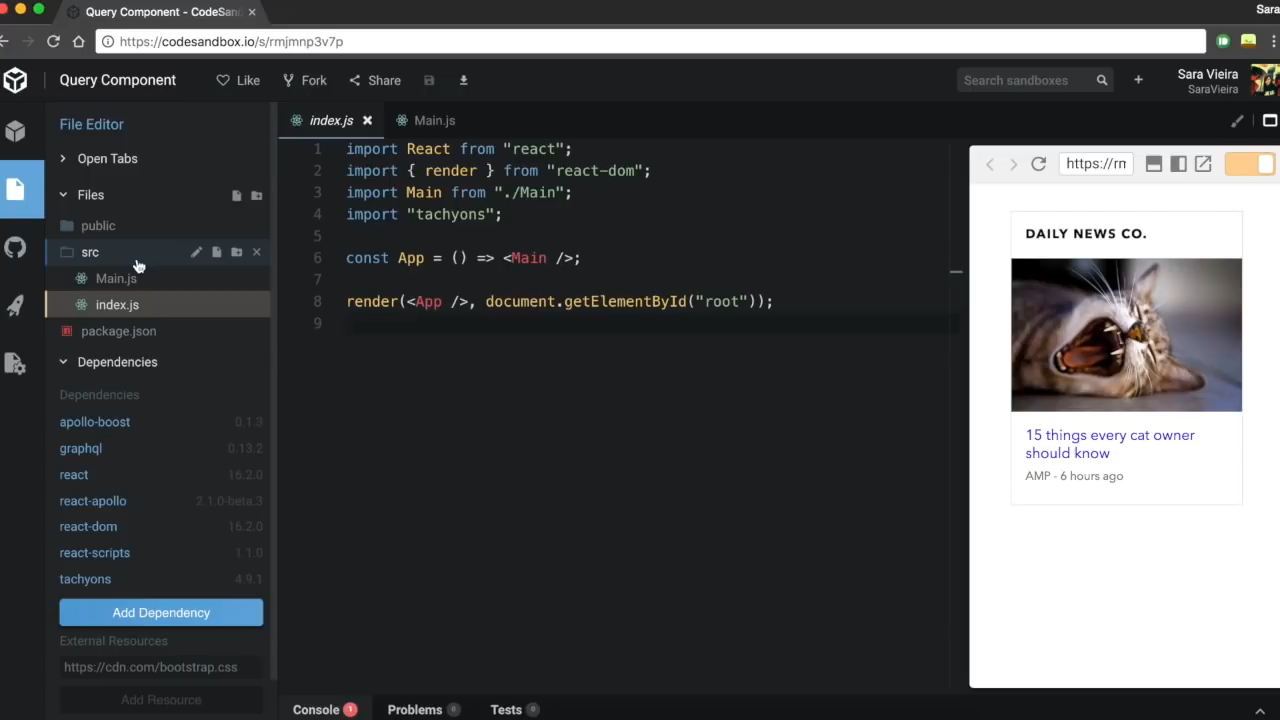 Query Component - CodeSan
Sara
https://codesandbox.io/s/rmjmnp3v7p
Query Component
Like
Fork
Share
Search sandboxes
Sara Vieira
SaraVieira
File Editor
index.js
Main.js
Open Tabs
Files
public
src
Main.js
index.js
package.json
Dependencies
Dependencies
apollo-boost 0.1.3
graphql 0.13.2
react 16.2.0
react-apollo 2.1.0-beta.3
react-dom 16.2.0
react-scripts 1.1.0
tachyons 4.9.1
Add Dependency
External Resources
https://cdn.com/bootstrap.css
Add Resource
1 import React from "react";
2 import { render } from "react-dom";
3 import Main from "./Main";
4 import "tachyons";
5
6 const App = () => <Main />;
7
8 render(<App />, document.getElementById("root"));
9
https://rm
DAILY NEWS CO.
15 things every cat owner
should know
AMP - 6 hours ago
Console 1
Problems 0
Tests 0